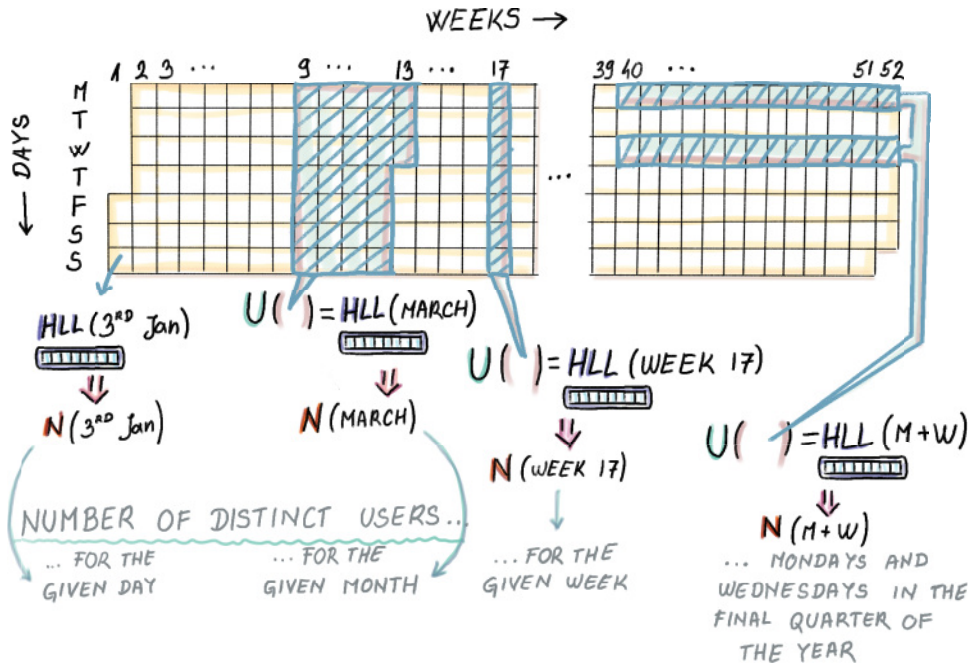 WEEKS →
1 2 3 ... 9 ... 13 ... 17 39 40 ... 51 52
← DAYS
M
T
W
T
F
S
S
...
HLL (3RD Jan)
U( ) = HLL (MARCH)
U( ) = HLL (WEEK 17)
U( ) = HLL (M+W)
N (3RD Jan)
N (MARCH)
N (WEEK 17)
N (M+W)
NUMBER OF DISTINCT USERS...
... FOR THE
GIVEN DAY
... FOR THE
GIVEN MONTH
... FOR THE
GIVEN WEEK
... MONDAYS AND
WEDNESDAYS IN THE
FINAL QUARTER OF
THE YEAR